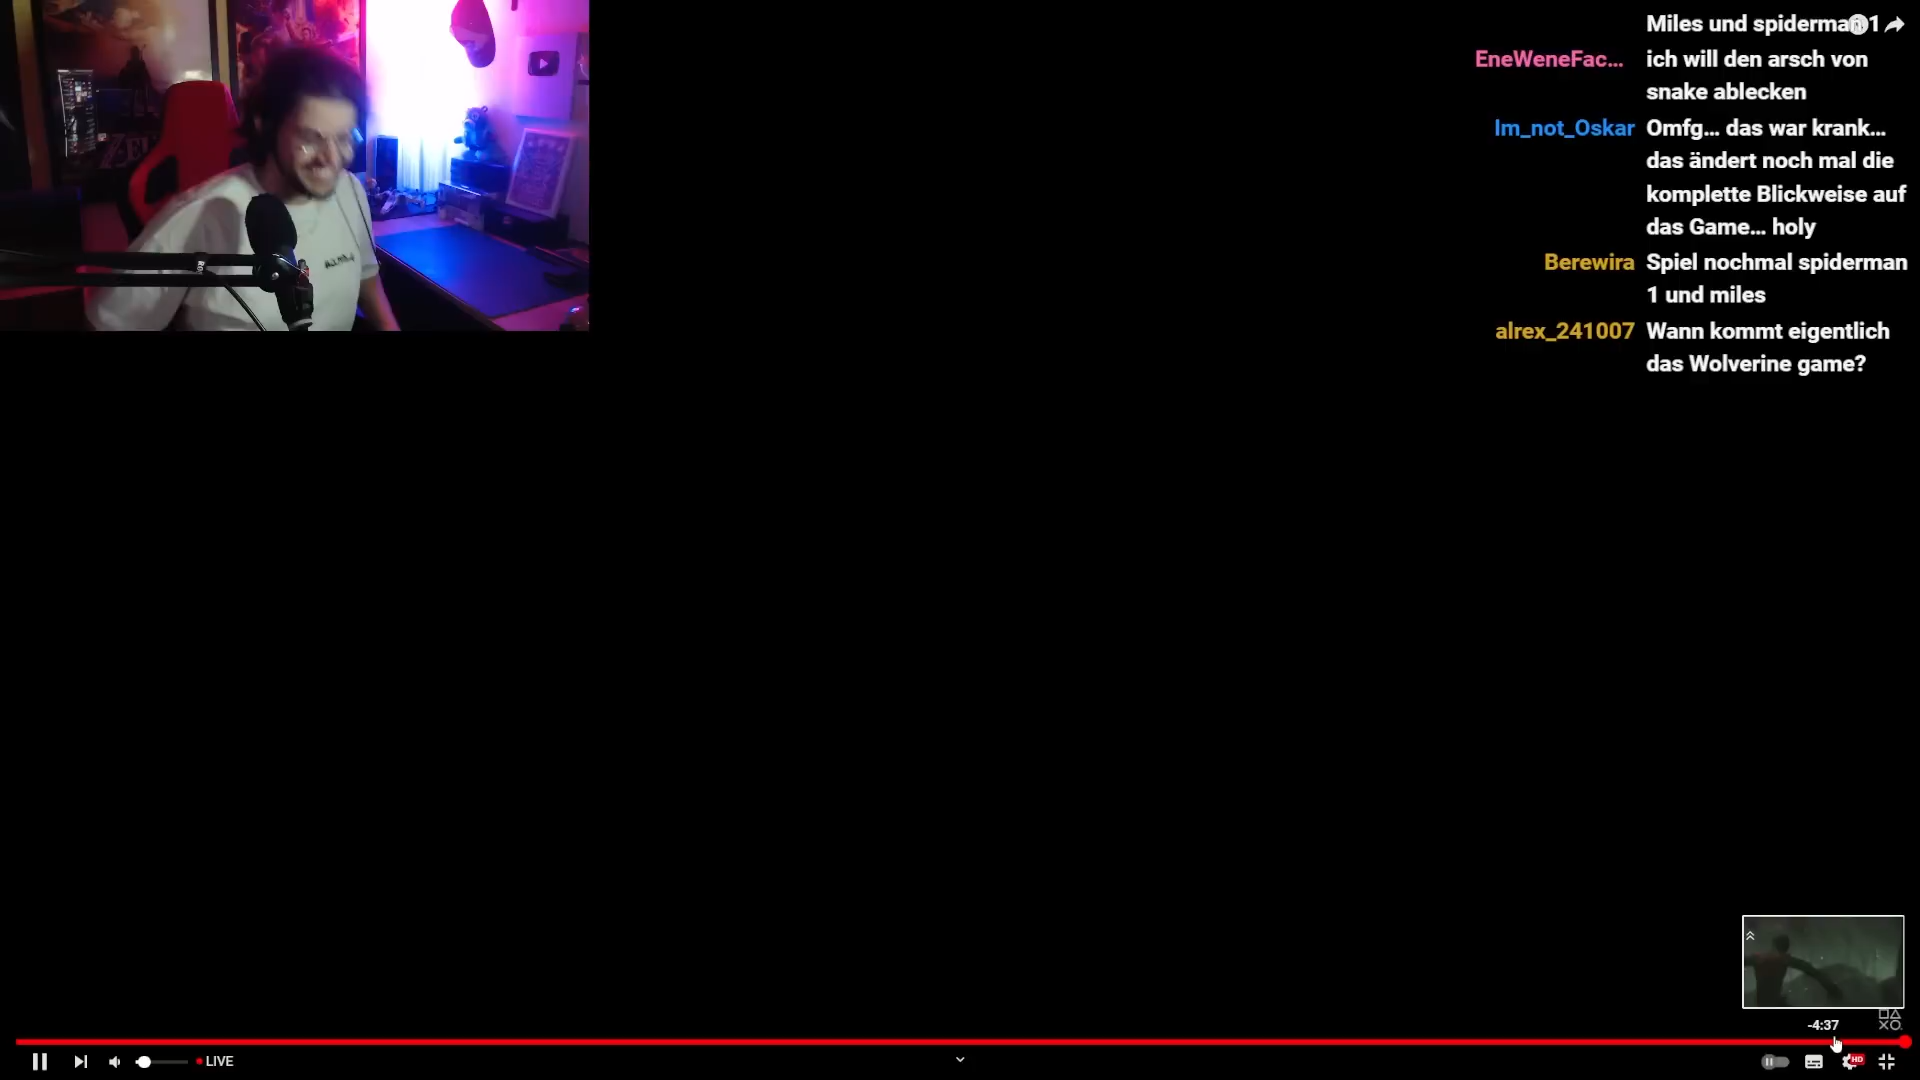 Miles und spiderman 1
EneWeneFac... ich will den arsch von
snake ablecken
Im_not_Oskar Omfg... das war krank...
das ändert noch mal die
komplette Blickweise auf
das Game... holy
Berewira Spiel nochmal spiderman
1 und miles
alrex_241007 Wann kommt eigentlich
das Wolverine game?
ZEL
-4:37
LIVE
HD